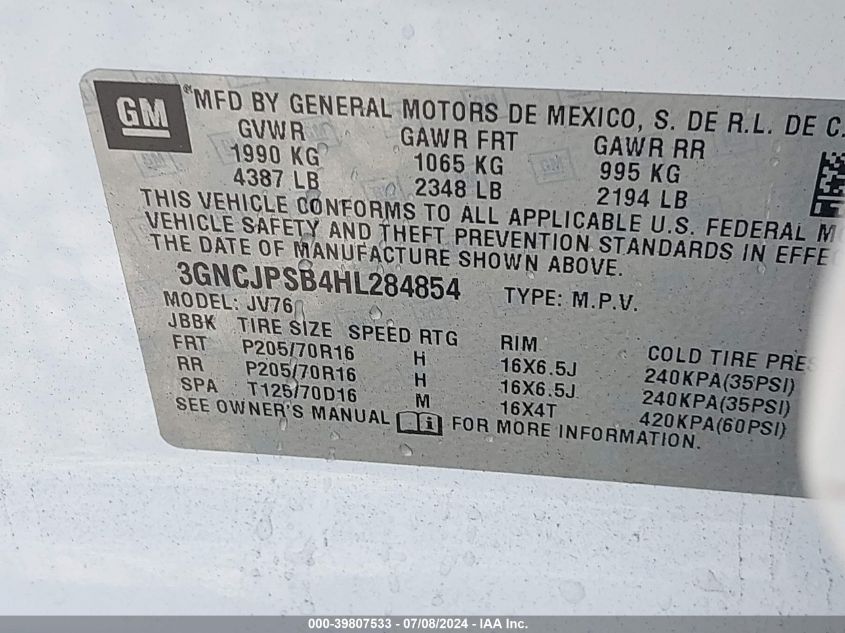 GM
MFD BY GENERAL MOTORS DE MEXICO, S. DE R.L. DE C.
GVWR GAWR FRT GAWR RR
1990 KG 1065 KG 995 KG
4387 LB 2348 LB 2194 LB
THIS VEHICLE CONFORMS TO ALL APPLICABLE U.S. FEDERAL M
VEHICLE SAFETY AND THEFT PREVENTION STANDARDS IN EFFE
THE DATE OF MANUFACTURE SHOWN ABOVE.
3GNCJPSB4HL284854 TYPE: M.P.V.
MODEL: JV76
JBBK TIRE SIZE SPEED RTG RIM COLD TIRE PRES
FRT P205/70R16 H 16X6.5J 240KPA(35PSI)
RR P205/70R16 H 16X6.5J 240KPA(35PSI)
SPA T125/70D16 M 16X4T 420KPA(60PSI)
SEE OWNER'S MANUAL FOR MORE INFORMATION.
000-39807533 - 07/08/2024 - IAA Inc.